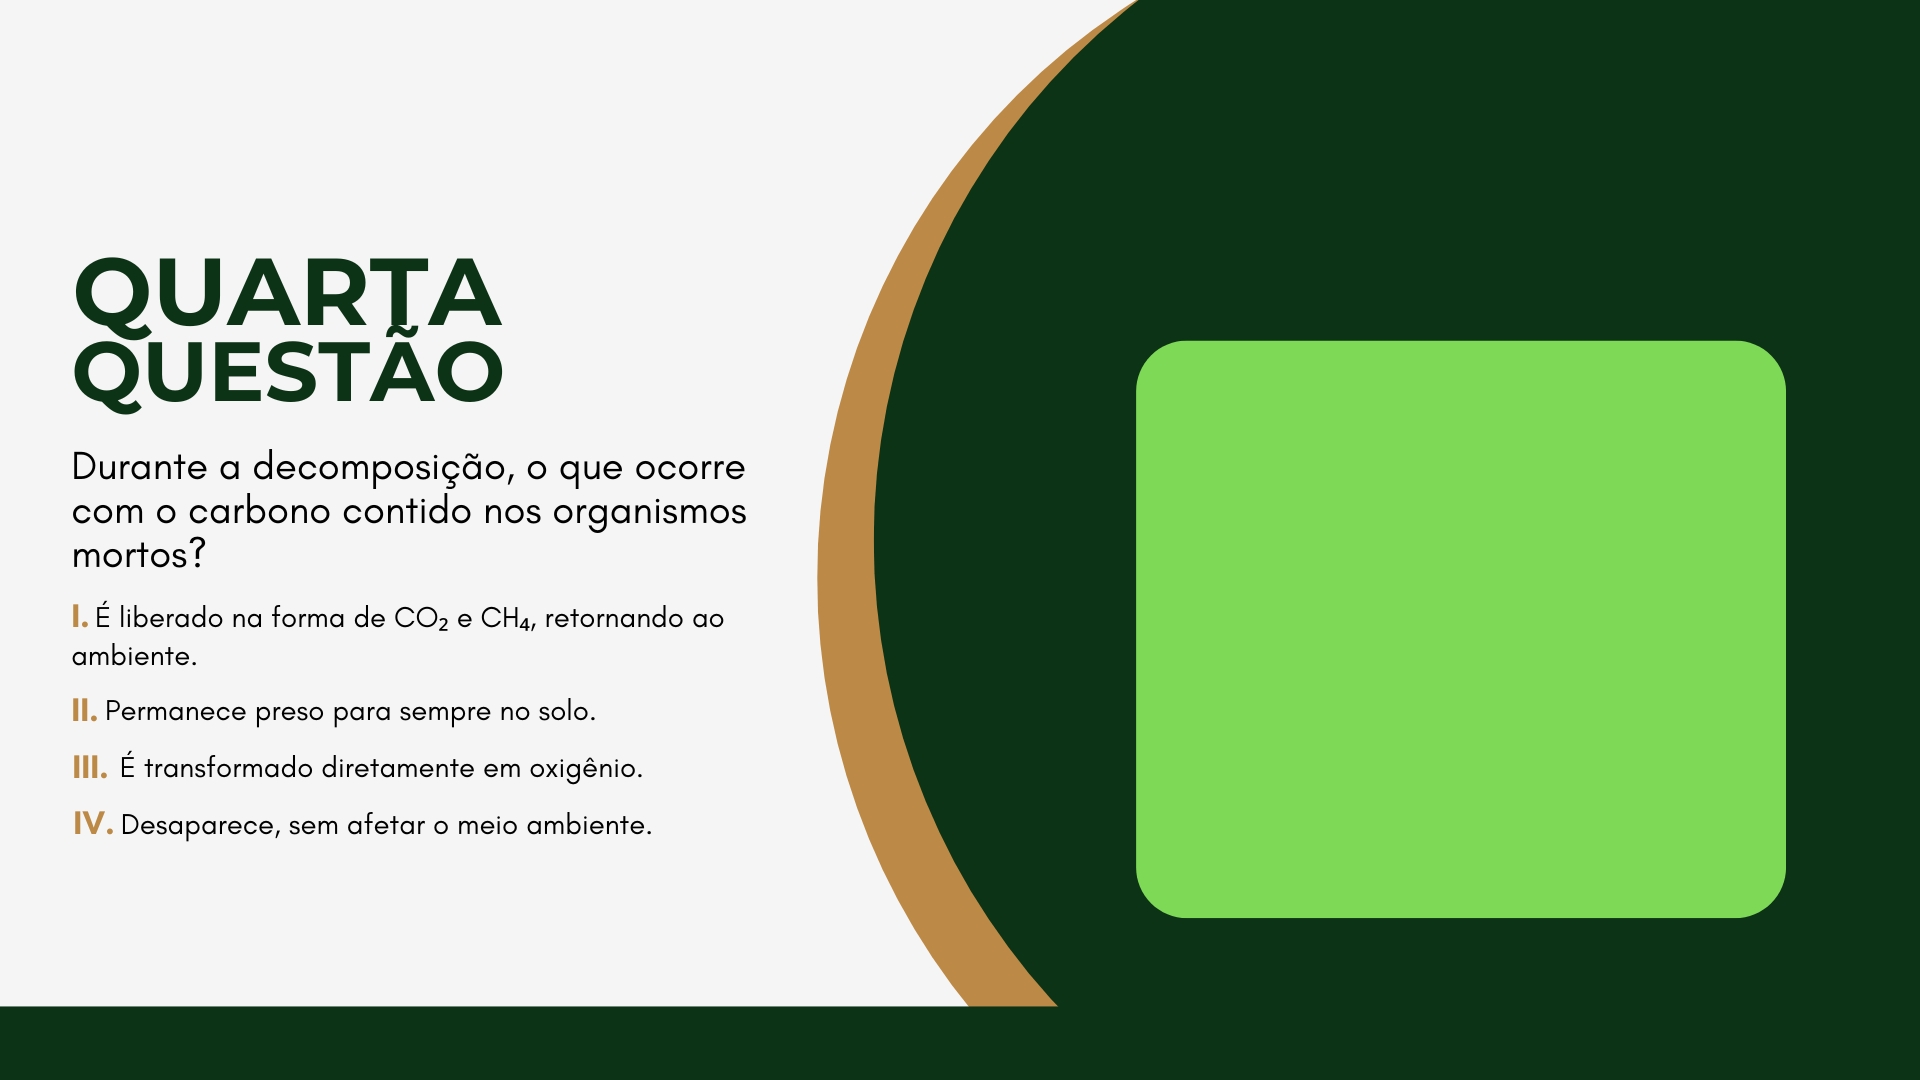 QUARTA
QUESTÃO
Durante a decomposição, o que ocorre
com o carbono contido nos organismos
mortos?
I. É liberado na forma de CO₂ e CH₄, retornando ao
ambiente.
II. Permanece preso para sempre no solo.
III. É transformado diretamente em oxigênio.
IV. Desaparece, sem afetar o meio ambiente.